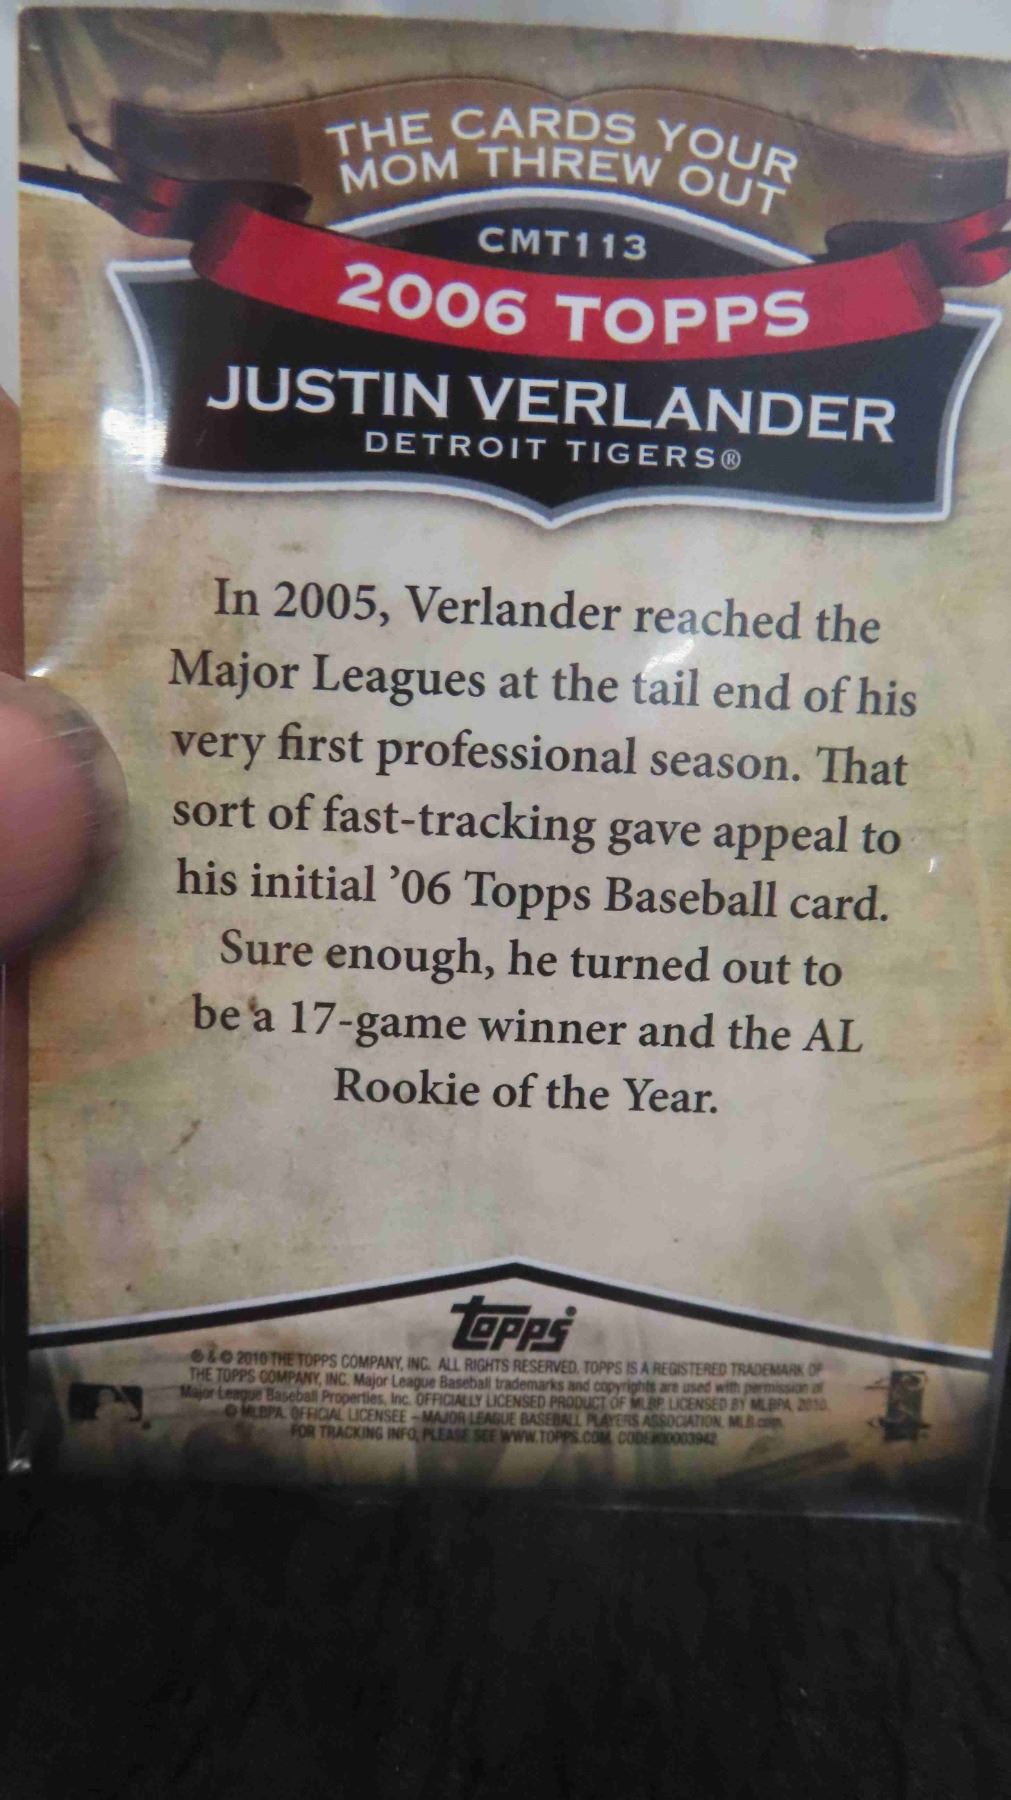 THE CARDS YOUR
MOM THREW OUT
CMT113
2006 TOPPS
JUSTIN VERLANDER
DETROIT TIGERS®
In 2005, Verlander reached the
Major Leagues at the tail end of his
very first professional season. That
sort of fast-tracking gave appeal to
his initial ’06 Topps Baseball card.
Sure enough, he turned out to
be a 17-game winner and the AL
Rookie of the Year.
topps
® & © 2010 THE TOPPS COMPANY, INC. ALL RIGHTS RESERVED. TOPPS IS A REGISTERED TRADEMARK OF
THE TOPPS COMPANY, INC. Major League Baseball trademarks and copyrights are used with permission of
Major League Baseball Properties, Inc. OFFICIALLY LICENSED PRODUCT OF MLBP. LICENSED BY MLBPA, 2010.
© MLBPA. OFFICIAL LICENSEE – MAJOR LEAGUE BASEBALL PLAYERS ASSOCIATION. MLB.com.
FOR TRACKING INFO, PLEASE SEE WWW.TOPPS.COM. CODE#00003942